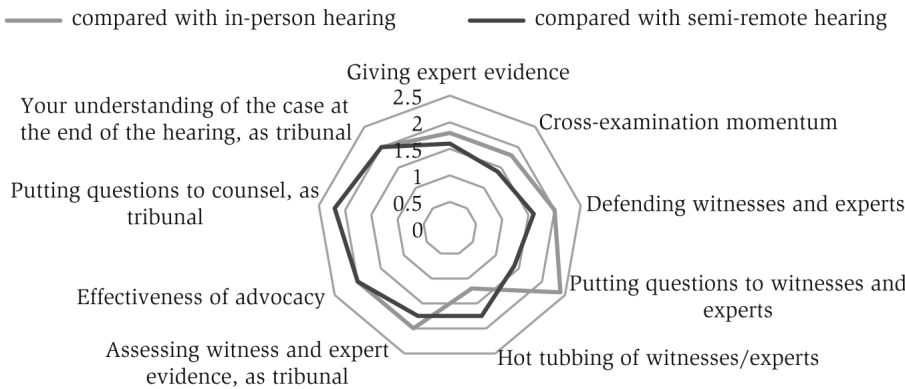 compared with in-person hearing
compared with semi-remote hearing
Giving expert evidence
2.5
2
1.5
1
0.5
0
Cross-examination momentum
Defending witnesses and experts
Putting questions to witnesses and
experts
Hot tubbing of witnesses/experts
Assessing witness and expert
evidence, as tribunal
Effectiveness of advocacy
Putting questions to counsel, as
tribunal
Your understanding of the case at
the end of the hearing, as tribunal